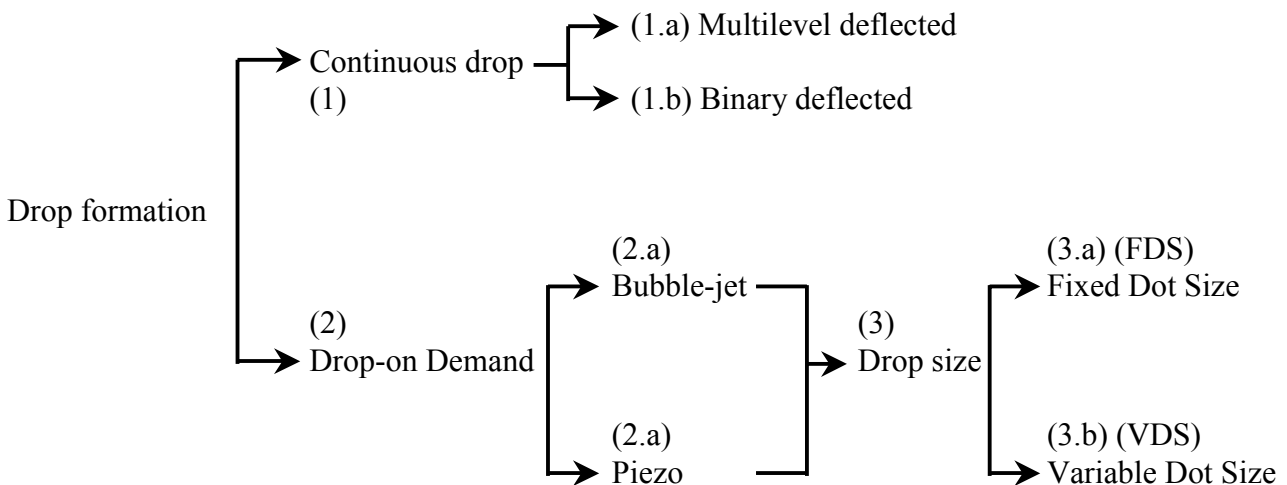 (1.a) Multilevel deflected
Continuous drop
(1)
(1.b) Binary deflected
Drop formation
(2.a)
Bubble-jet
(3.a) (FDS)
Fixed Dot Size
(2)
Drop-on Demand
(3)
Drop size
(2.a)
Piezo
(3.b) (VDS)
Variable Dot Size